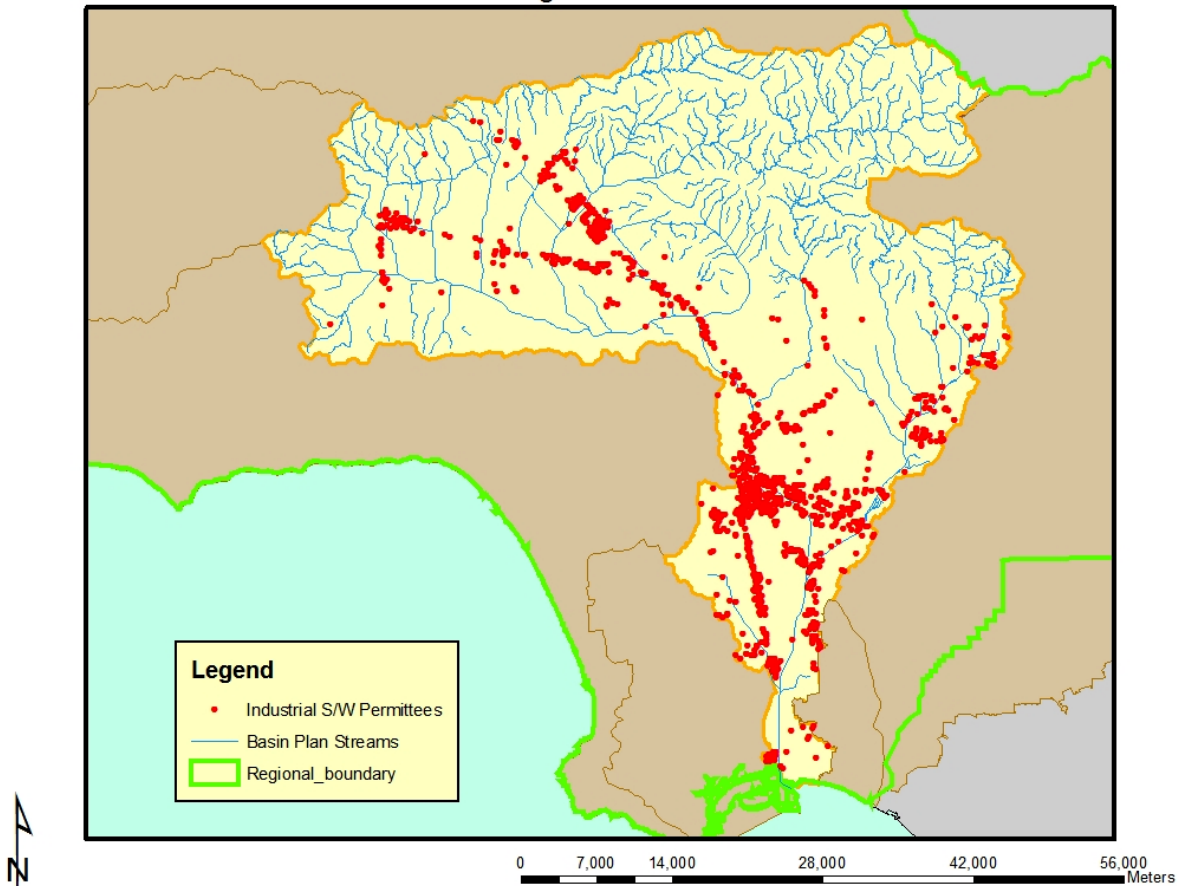 Legend
Industrial S/W Permittees
Basin Plan Streams
Regional_boundary
N
0 7,000 14,000 28,000 42,000 56,000
Meters